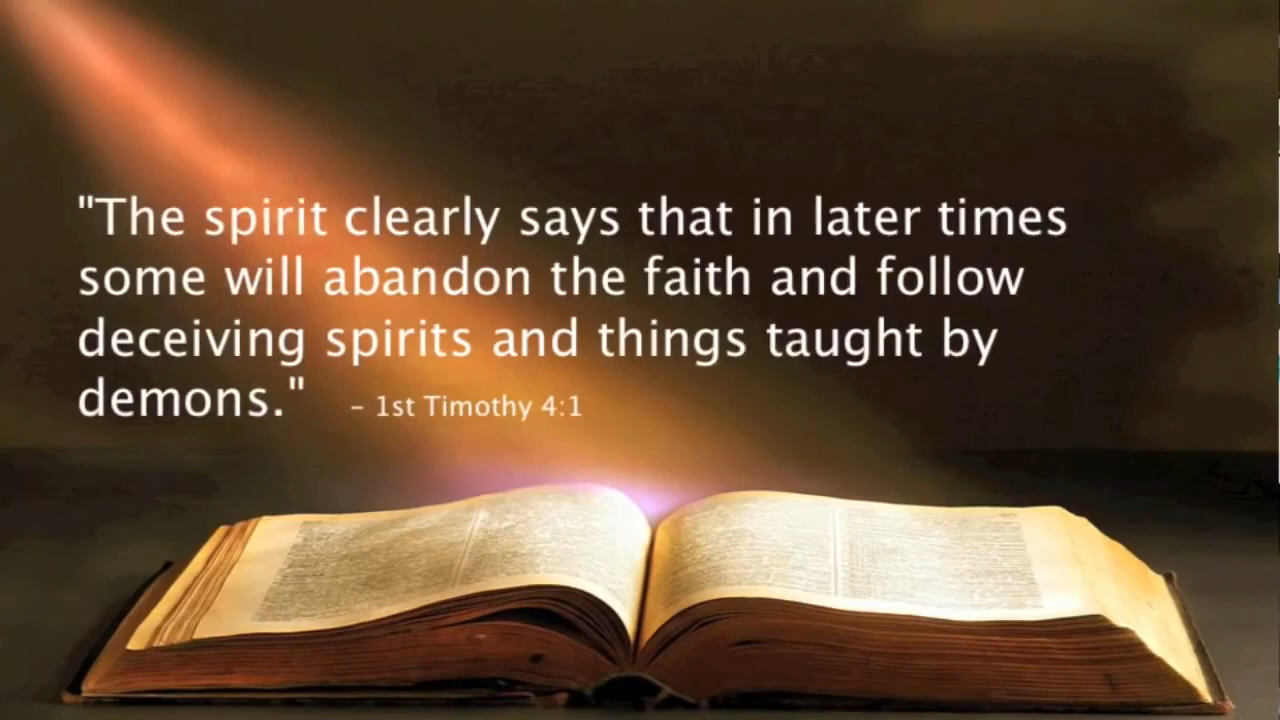 "The spirit clearly says that in later times
some will abandon the faith and follow
deceiving spirits and things taught by
demons." – 1st Timothy 4:1